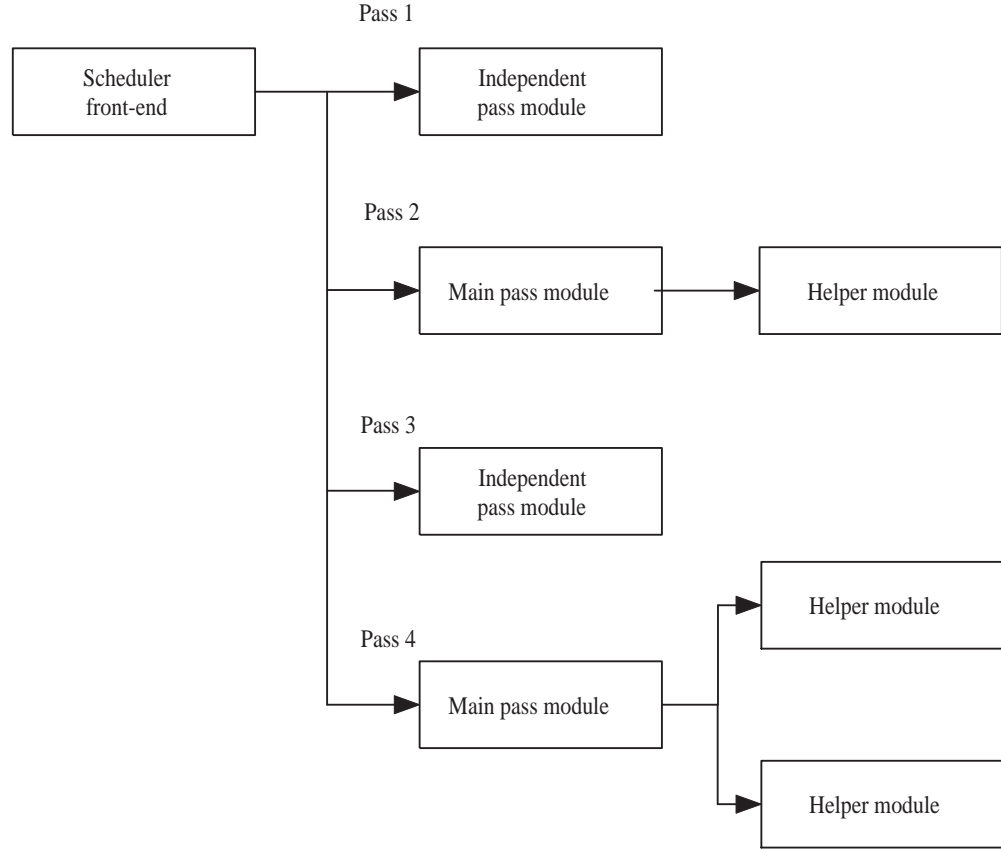 Pass 1
Scheduler
front-end
Independent
pass module
Pass 2
Main pass module
Helper module
Pass 3
Independent
pass module
Helper module
Pass 4
Main pass module
Helper module